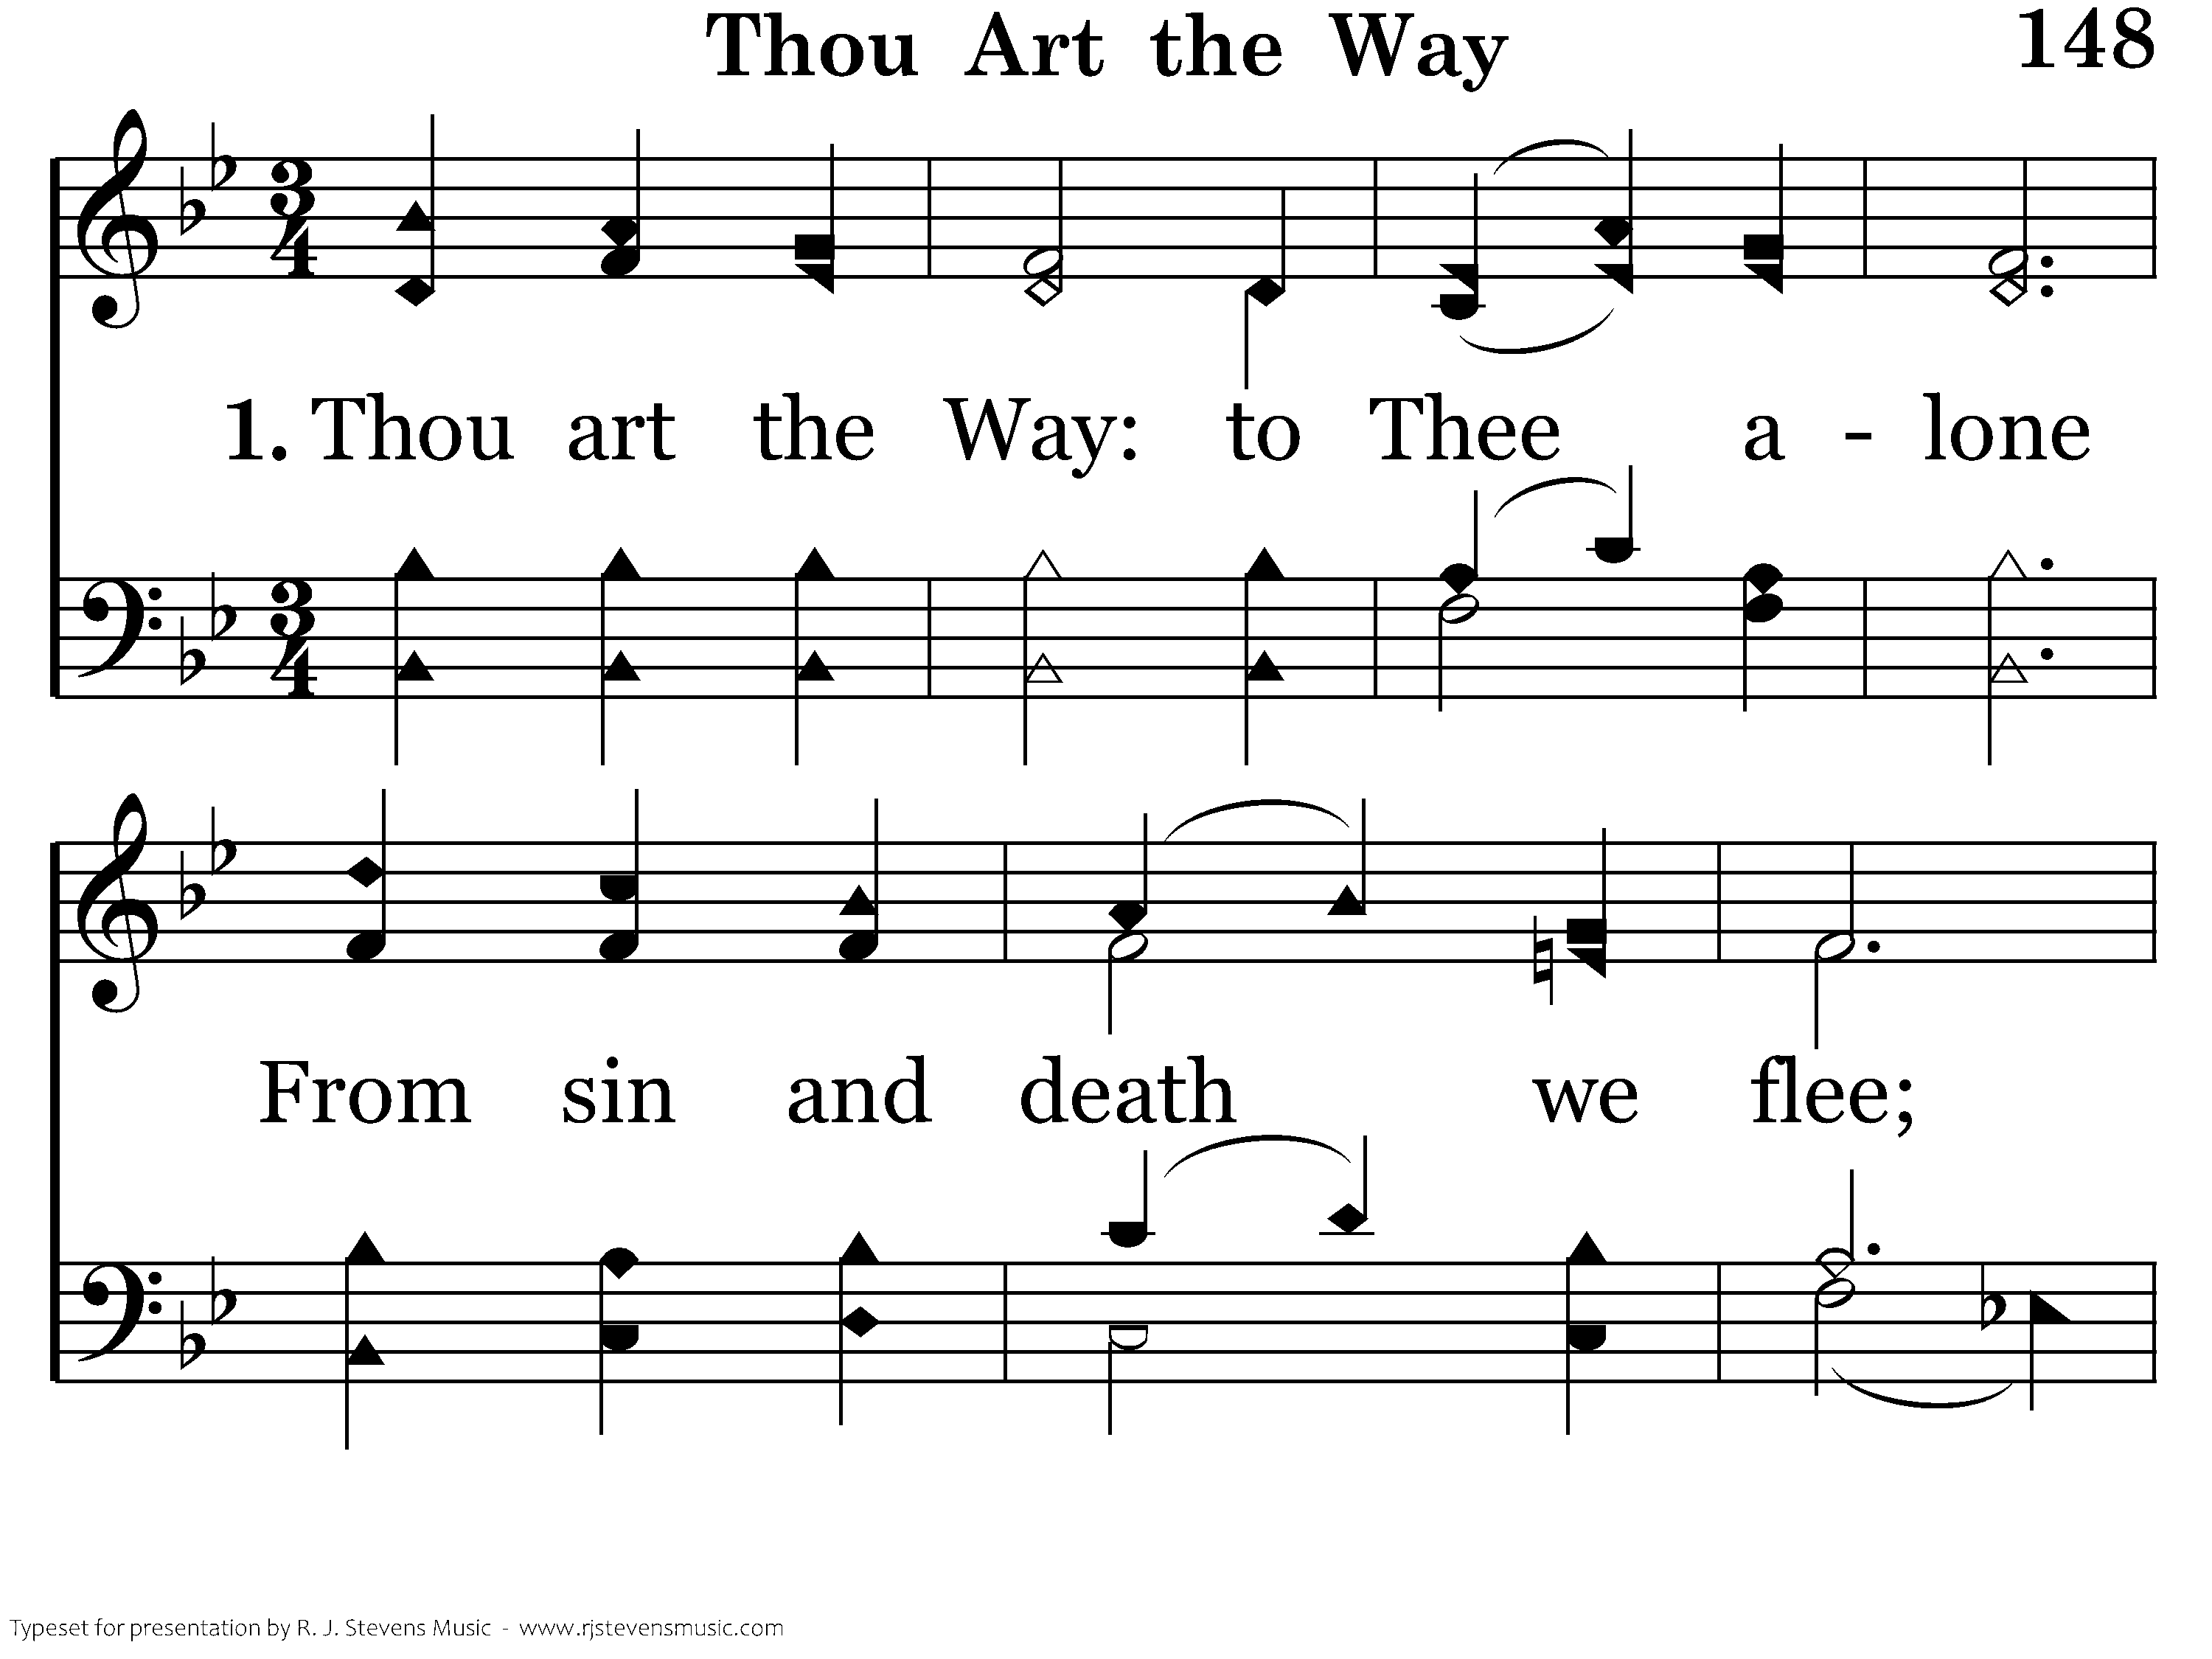 Thou Art the Way 148
1. Thou art the Way: to Thee a - lone
From sin and death we flee;
Typeset for presentation by R. J. Stevens Music - www.rjstevensmusic.com